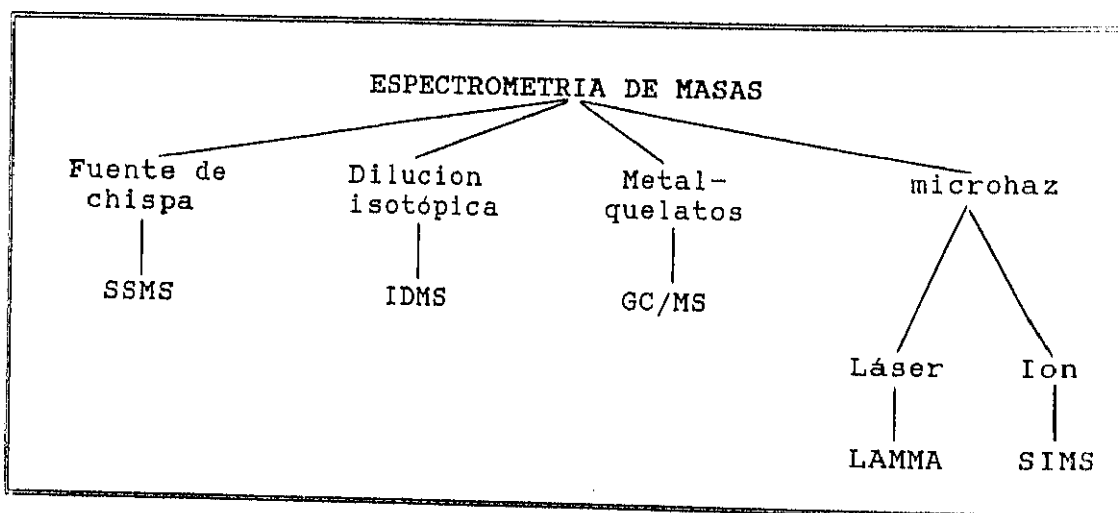 ESPECTROMETRIA DE MASAS
Fuente de
chispa
SSMS
Dilucion
isotópica
IDMS
Metal-
quelatos
GC/MS
microhaz
Láser
LAMMA
Ion
SIMS